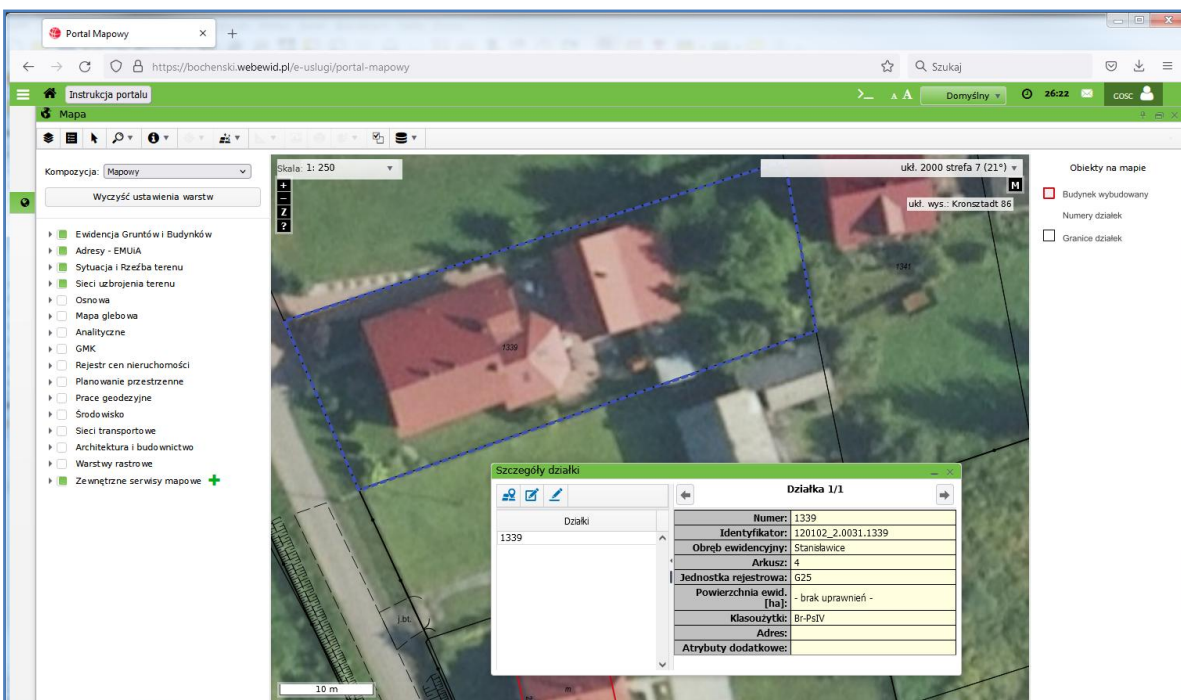 Portal Mapowy
https://bochenski.webewid.pl/e-uslugi/portal-mapowy
Szukaj
Instrukcja portalu
A A
Domyślny
26:22
GOSC
Mapa
Kompozycja: Mapowy
Wyczyść ustawienia warstw
Ewidencja Gruntów i Budynków
Adresy - EMUiA
Sytuacja i Rzeźba terenu
Sieci uzbrojenia terenu
Osnowa
Mapa glebowa
Analityczne
GMK
Rejestr cen nieruchomości
Planowanie przestrzenne
Prace geodezyjne
Środowisko
Sieci transportowe
Architektura i budownictwo
Warstwy rastrowe
Zewnętrzne serwisy mapowe
Skala: 1: 250
+
−
Z
?
ukł. 2000 strefa 7 (21°)
M
ukł. wys.: Kronsztadt 86
1341
1339
j.bt.
m
10 m
Obiekty na mapie
Budynek wybudowany
Numery działek
Granice działek
Szczegóły działki
Działki
1339
Działka 1/1
Numer: 1339
Identyfikator: 120102_2.0031.1339
Obręb ewidencyjny: Stanisławice
Arkusz: 4
Jednostka rejestrowa: G25
Powierzchnia ewid. [ha]: - brak uprawnień -
Klasoużytki: Br-PsIV
Adres:
Atrybuty dodatkowe: